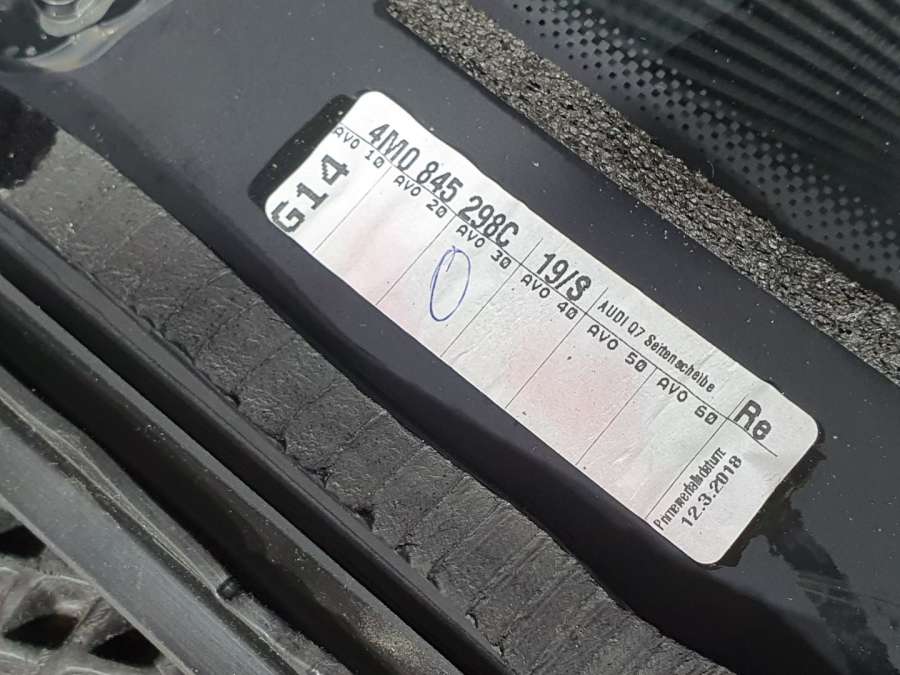 4M0 845 298C 19/S AUDI Q7 Seitenscheibe Re
AVO 10 AVO 20 AVO 30 AVO 40 AVO 50 AVO 60
G14
12.3.2018